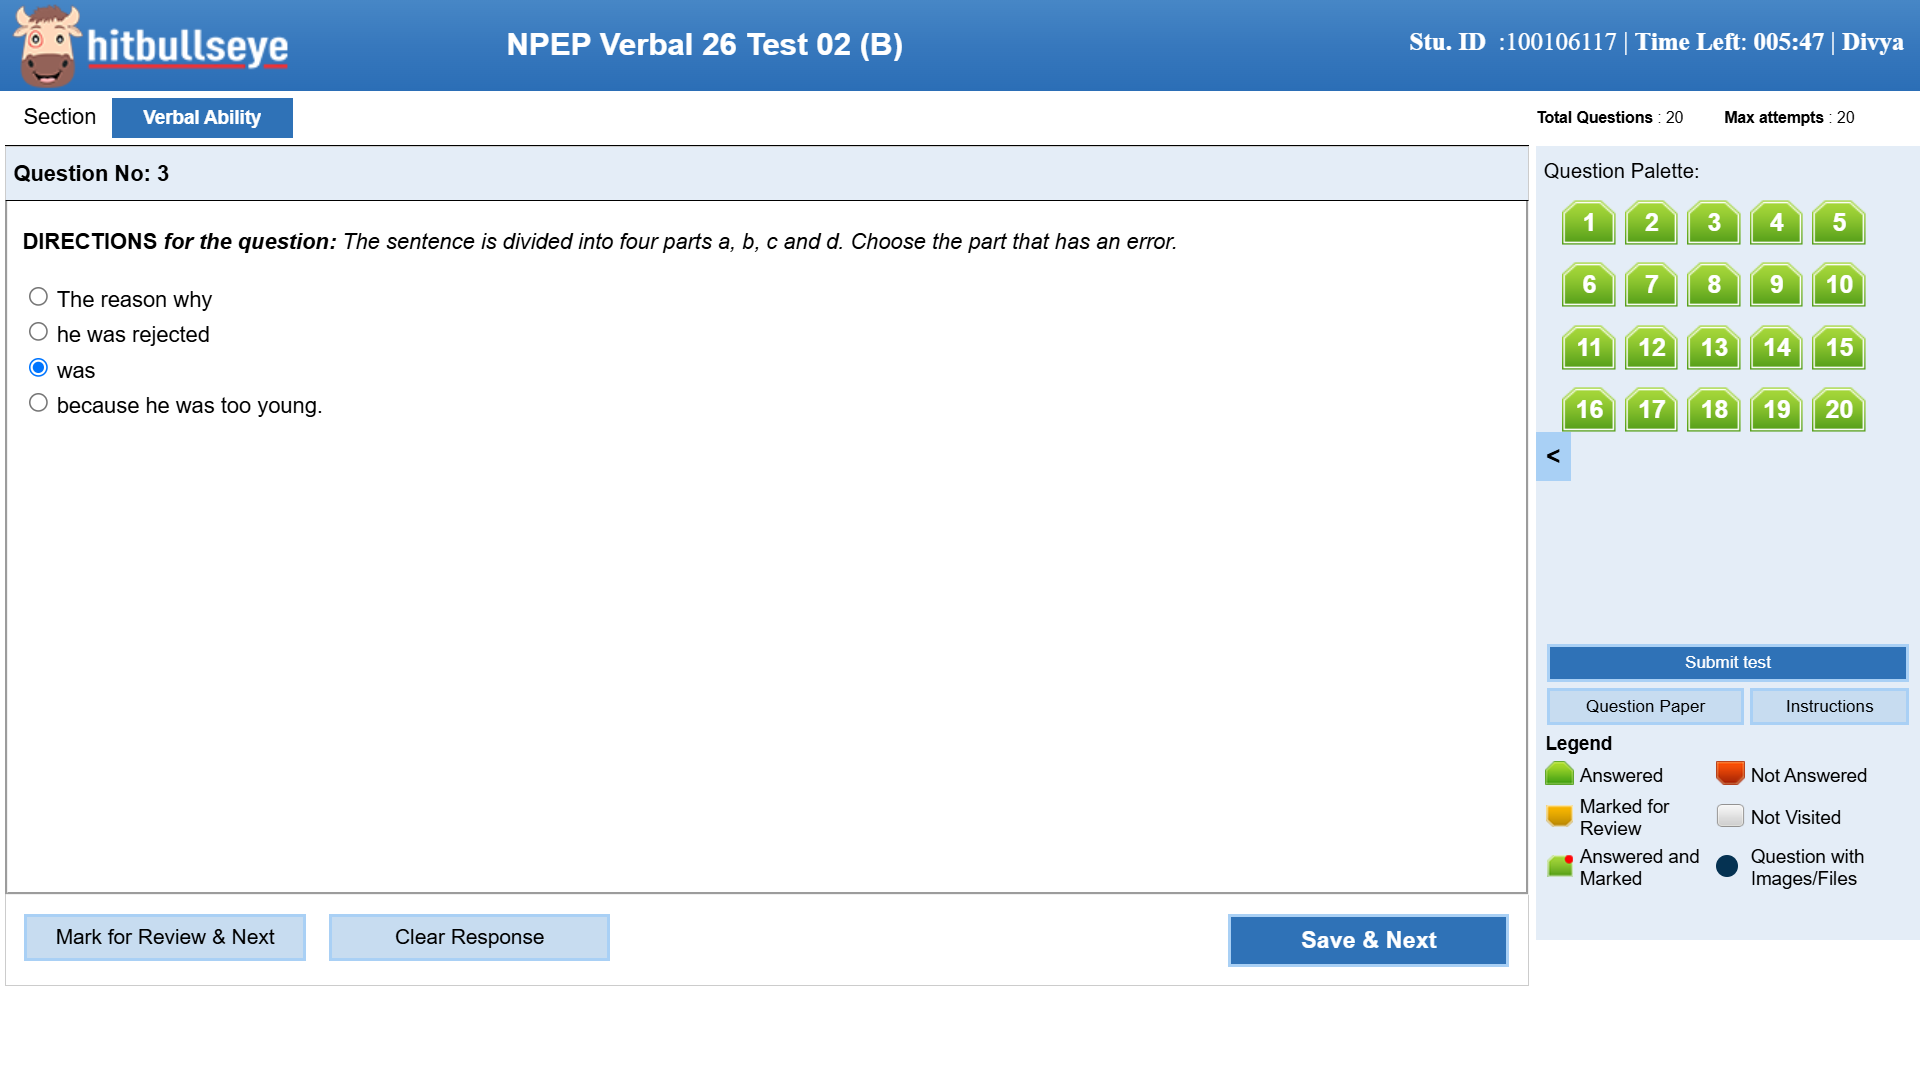 hitbullseye
NPEP Verbal 26 Test 02 (B)
Stu. ID :100106117 | Time Left: 005:47 | Divya
Section
Verbal Ability
Total Questions : 20
Max attempts : 20
Question No: 3
DIRECTIONS for the question: The sentence is divided into four parts a, b, c and d. Choose the part that has an error.
The reason why
he was rejected
was
because he was too young.
Mark for Review & Next
Clear Response
Save & Next
Question Palette:
1 2 3 4 5
6 7 8 9 10
11 12 13 14 15
16 17 18 19 20
<
Submit test
Question Paper
Instructions
Legend
Answered
Not Answered
Marked for
Review
Not Visited
Answered and
Marked
Question with
Images/Files